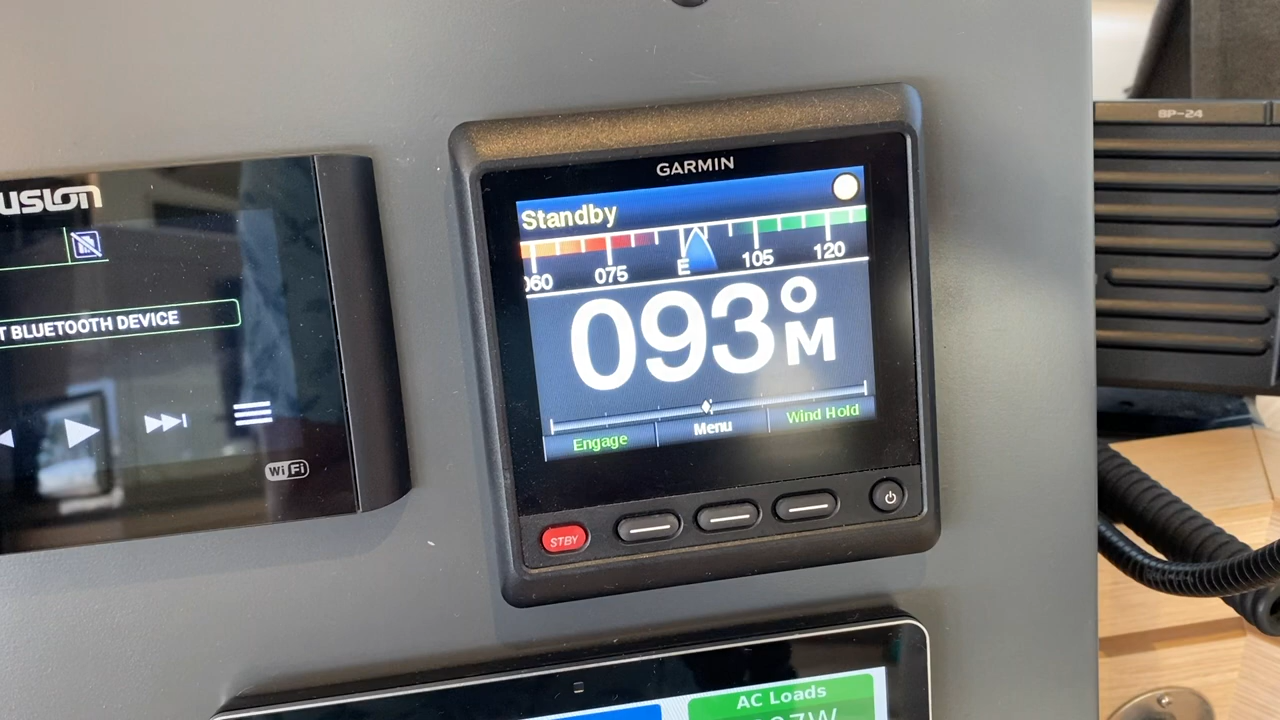 GARMIN
Standby
060 075 E 105 120
093°M
Engage Menu Wind Hold
STBY
BLUETOOTH DEVICE
WiFi
BP-24
AC Loads